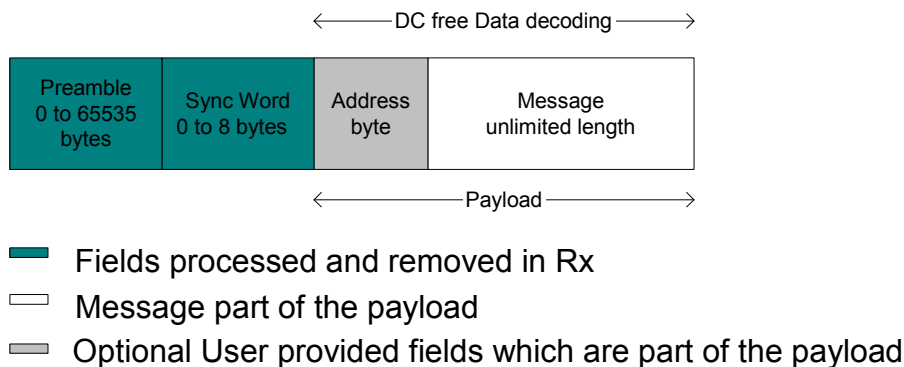 DC free Data decoding
Preamble
0 to 65535
bytes
Sync Word
0 to 8 bytes
Address
byte
Message
unlimited length
Payload
Fields processed and removed in Rx
Message part of the payload
Optional User provided fields which are part of the payload